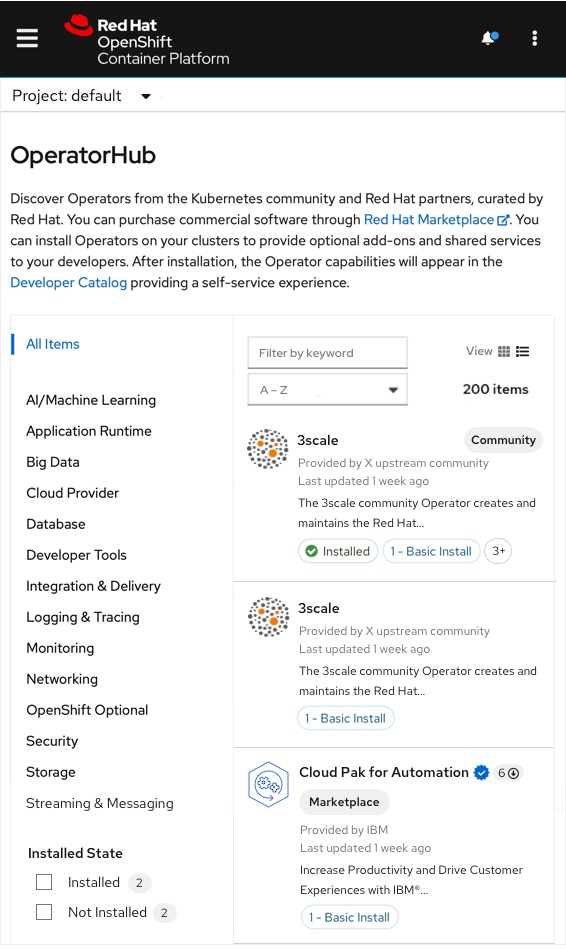 Red Hat
OpenShift
Container Platform
Project: default
OperatorHub
Discover Operators from the Kubernetes community and Red Hat partners, curated by
Red Hat. You can purchase commercial software through Red Hat Marketplace. You
can install Operators on your clusters to provide optional add-ons and shared services
to your developers. After installation, the Operator capabilities will appear in the
Developer Catalog providing a self-service experience.
All Items
AI/Machine Learning
Application Runtime
Big Data
Cloud Provider
Database
Developer Tools
Integration & Delivery
Logging & Tracing
Monitoring
Networking
OpenShift Optional
Security
Storage
Streaming & Messaging
Installed State
Installed 2
Not Installed 2
Filter by keyword
View
A – Z
200 items
3scale
Community
Provided by X upstream community
Last updated 1 week ago
The 3scale community Operator creates and
maintains the Red Hat...
Installed
1 - Basic Install
3+
3scale
Provided by X upstream community
Last updated 1 week ago
The 3scale community Operator creates and
maintains the Red Hat...
1 - Basic Install
Cloud Pak for Automation
6
Marketplace
Provided by IBM
Last updated 1 week ago
Increase Productivity and Drive Customer
Experiences with IBM®...
1 - Basic Install